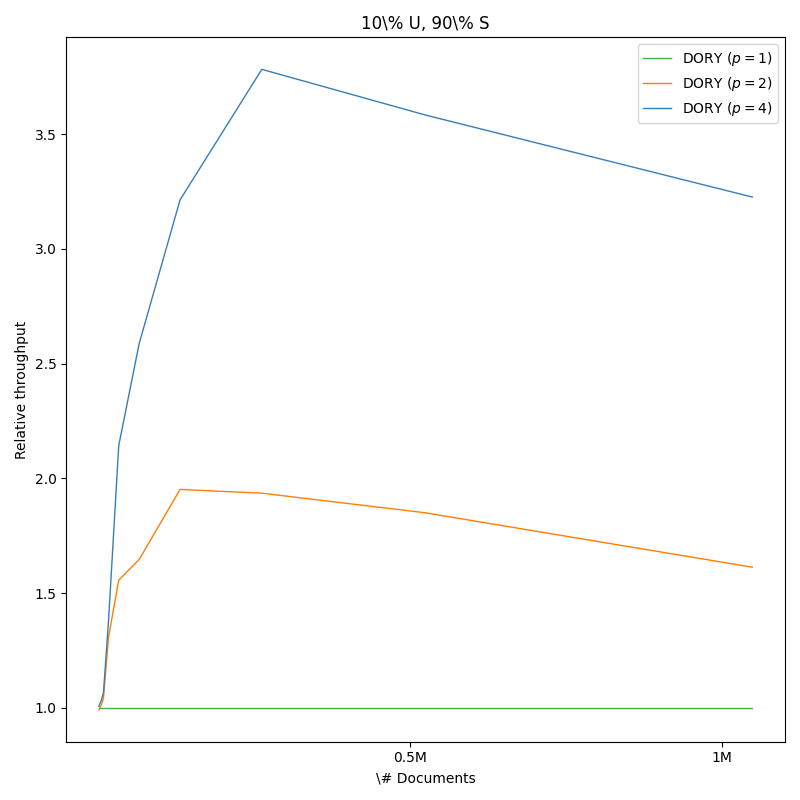 10\% U, 90\% S
DORY (p = 1)
DORY (p = 2)
DORY (p = 4)
Relative throughput
3.5
3.0
2.5
2.0
1.5
1.0
0.5M
1M
\# Documents